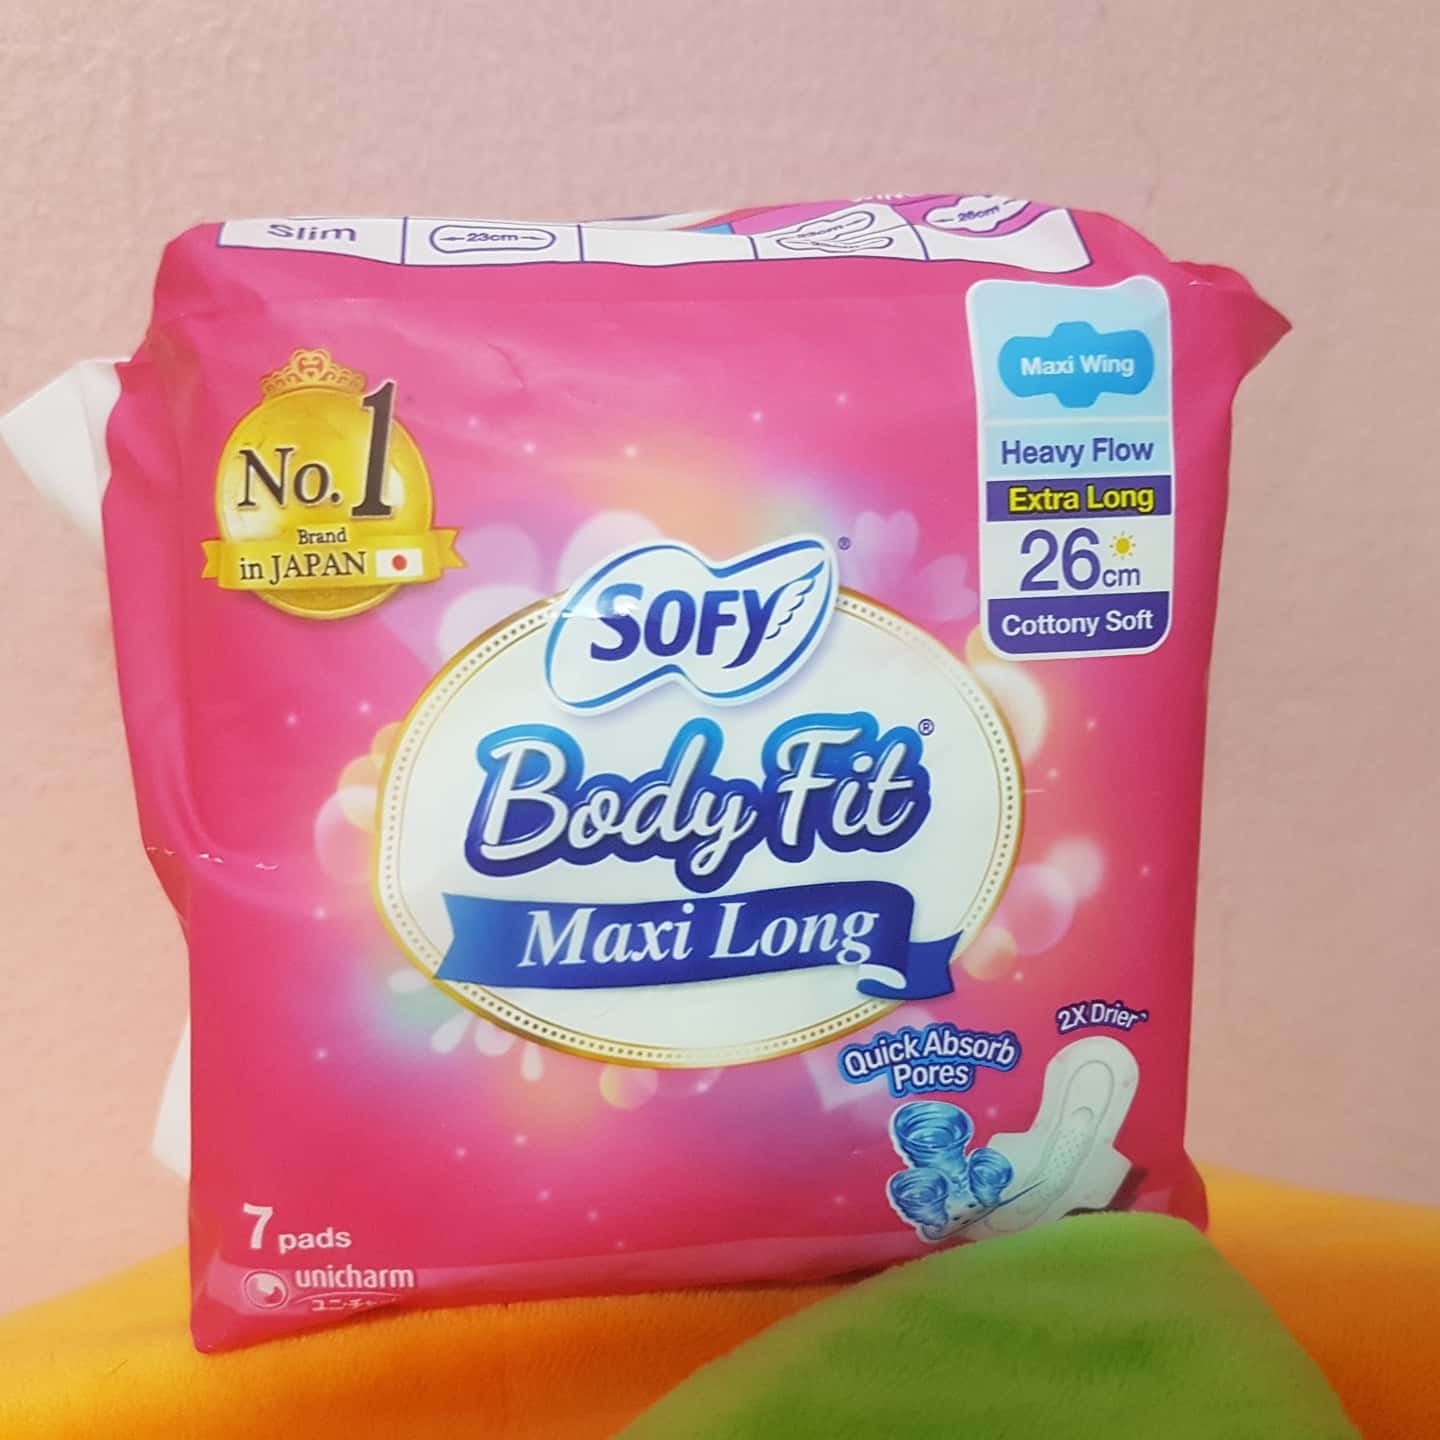 Slim
23cm
26cm
Maxi Wing
Heavy Flow
Extra Long
26cm
Cottony Soft
No.1
Brand
in JAPAN
SOFY®
Body Fit®
Maxi Long
2X Drier
Quick Absorb
Pores
7 pads
unicharm